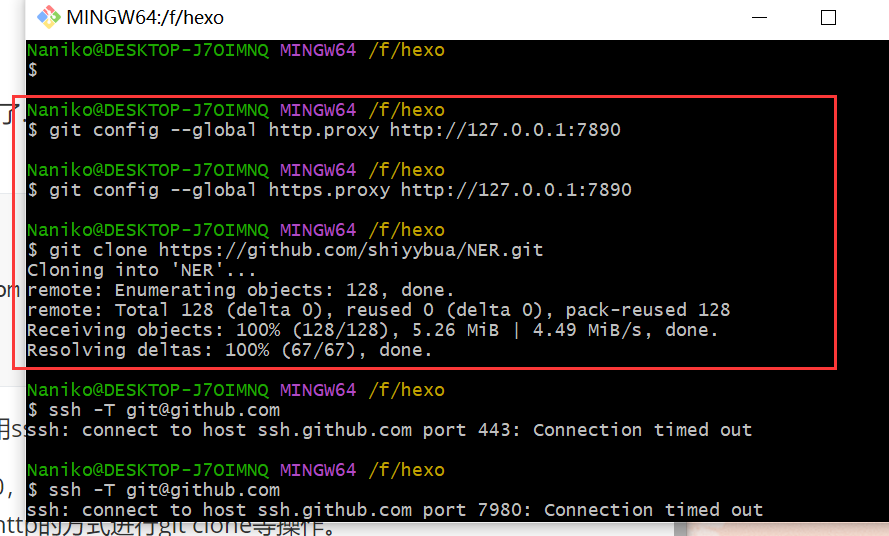 MINGW64:/f/hexo
Naniko@DESKTOP-J7OIMNQ MINGW64 /f/hexo
$
了.
Naniko@DESKTOP-J7OIMNQ MINGW64 /f/hexo
$ git config --global http.proxy http://127.0.0.1:7890
Naniko@DESKTOP-J7OIMNQ MINGW64 /f/hexo
$ git config --global https.proxy http://127.0.0.1:7890
Naniko@DESKTOP-J7OIMNQ MINGW64 /f/hexo
$ git clone https://github.com/shiyybua/NER.git
Cloning into 'NER'...
om
remote: Enumerating objects: 128, done.
remote: Total 128 (delta 0), reused 0 (delta 0), pack-reused 128
Receiving objects: 100% (128/128), 5.26 MiB | 4.49 MiB/s, done.
Resolving deltas: 100% (67/67), done.
Naniko@DESKTOP-J7OIMNQ MINGW64 /f/hexo
$ ssh -T git@github.com
用ss
ssh: connect to host ssh.github.com port 443: Connection timed out
Naniko@DESKTOP-J7OIMNQ MINGW64 /f/hexo
$ ssh -T git@github.com
ssh: connect to host ssh.github.com port 7980: Connection timed out
http的方式进行git clone等操作。